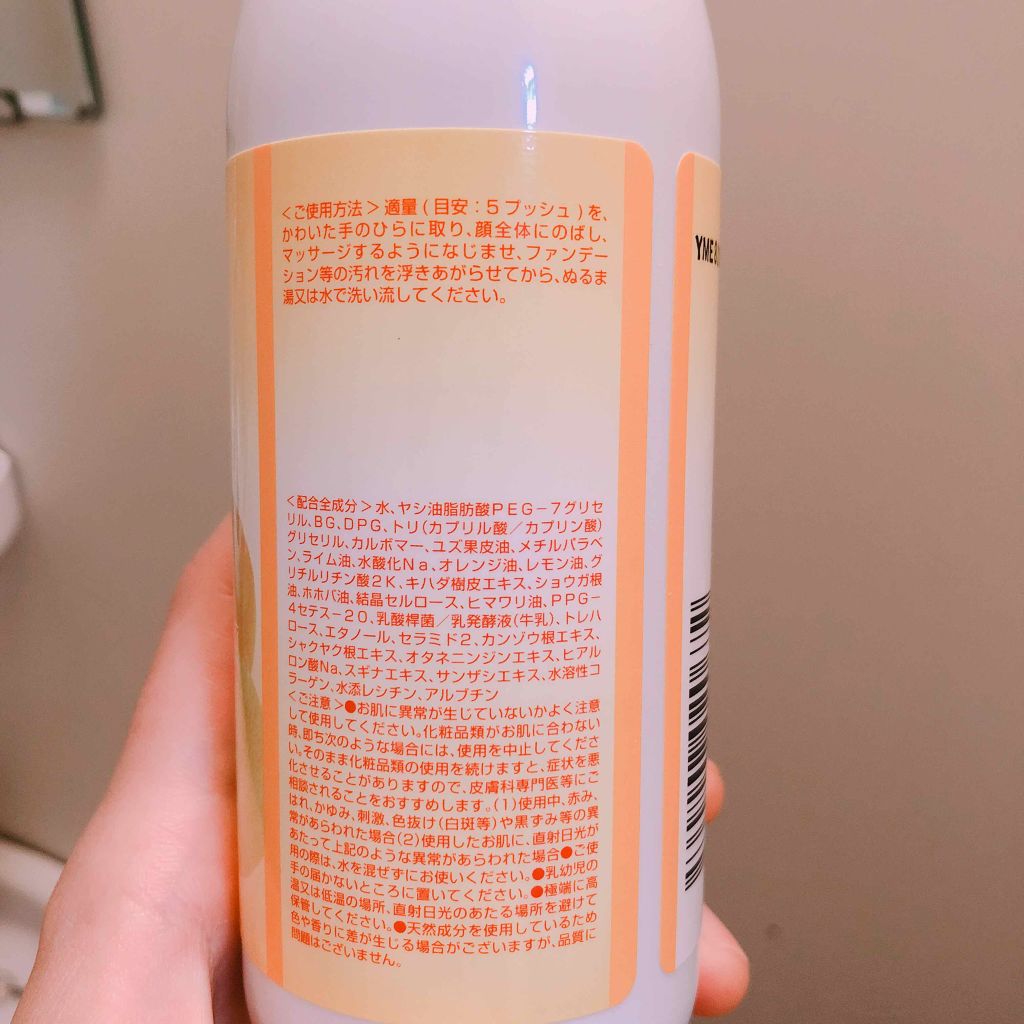 ＜ご使用方法＞適量(目安：5プッシュ)を、
かわいた手のひらに取り、顔全体にのばし、
マッサージするようになじませ、ファンデー
ション等の汚れを浮きあがらせてから、ぬるま
湯又は水で洗い流してください。
＜配合全成分＞水、ヤシ油脂肪酸PEG－7グリセ
リル、BG、DPG、トリ(カプリル酸／カプリン酸)
グリセリル、カルボマー、ユズ果皮油、メチルパラベ
ン、ライム油、水酸化Na、オレンジ油、レモン油、グ
リチルリチン酸2K、キハダ樹皮エキス、ショウガ根
油、ホホバ油、結晶セルロース、ヒマワリ油、PPG－
4セテス－20、乳酸桿菌／乳発酵液(牛乳)、トレハ
ロース、エタノール、セラミド2、カンゾウ根エキス、
シャクヤク根エキス、オタネニンジンエキス、ヒアル
ロン酸Na、スギナエキス、サンザシエキス、水溶性コ
ラーゲン、水添レシチン、アルブチン
＜ご注意＞●お肌に異常が生じていないかよく注意
して使用してください。化粧品類がお肌に合わない
時、即ち次のような場合には、使用を中止してくださ
い。そのまま化粧品類の使用を続けますと、症状を悪
化させることがありますので、皮膚科専門医等にご
相談されることをおすすめします。(1)使用中、赤み、
はれ、かゆみ、刺激、色抜け(白斑等)や黒ずみ等の異
常があらわれた場合(2)使用したお肌に、直射日光が
あたって上記のような異常があらわれた場合●ご使
用の際は、水を混ぜずにお使いください。●乳幼児の
手の届かないところに置いてください。●極端に高
温又は低温の場所、直射日光のあたる場所を避けて
保管してください。●天然成分を使用しているため
色や香りに差が生じる場合がございますが、品質に
問題はございません。
YME